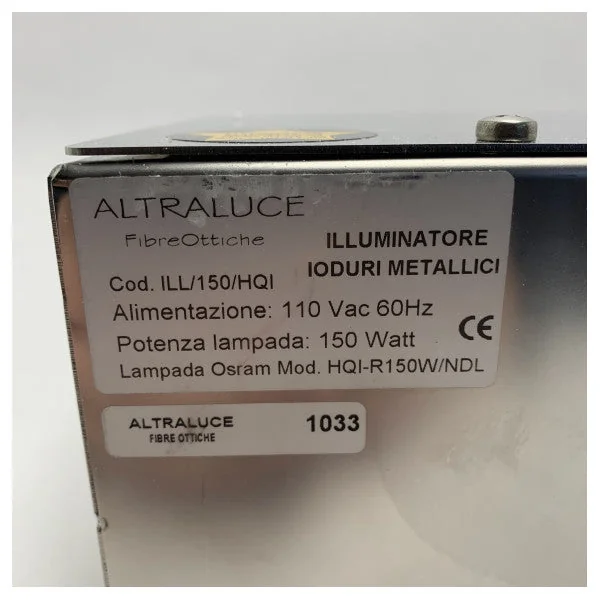 ALTRALUCE
FibreOttiche
ILLUMINATORE
IODURI METALLICI
Cod. ILL/150/HQI
Alimentazione: 110 Vac 60Hz
Potenza lampada: 150 Watt
CE
Lampada Osram Mod. HQI-R150W/NDL
ALTRALUCE
FIBRE OTTICHE
1033